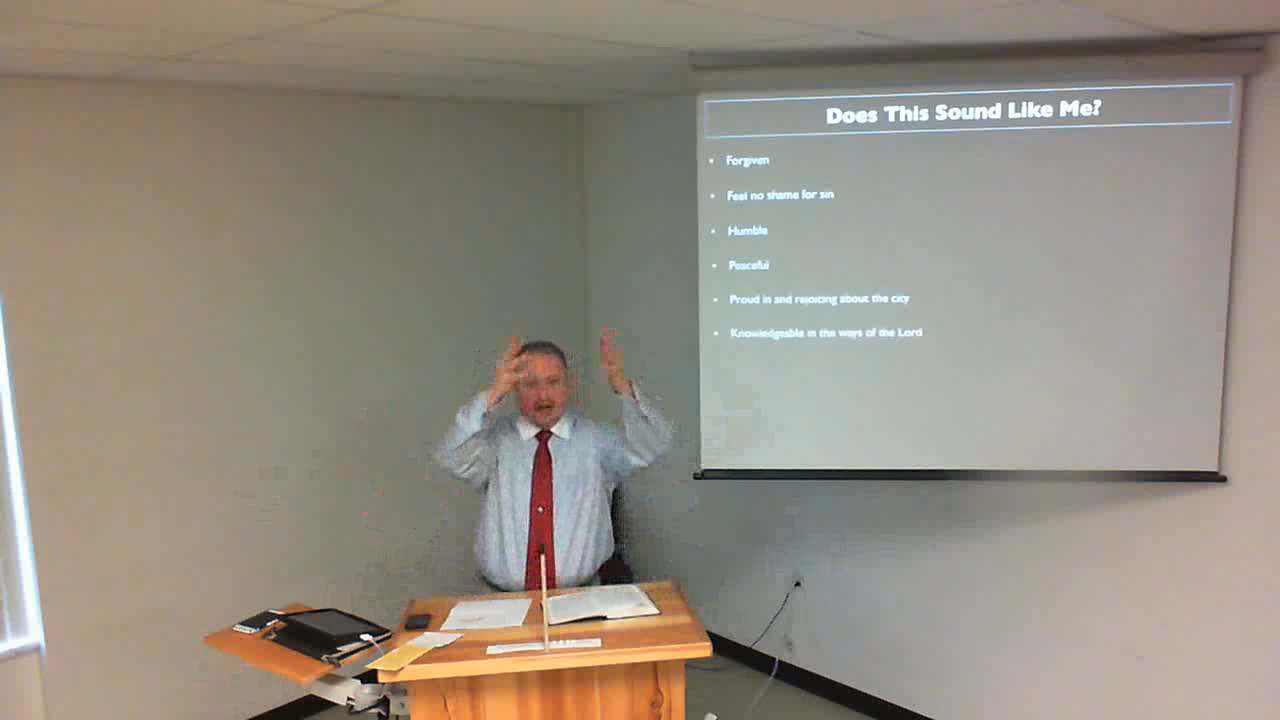 Does This Sound Like Me?
• Forgiven
• Feel no shame for sin
• Humble
• Peaceful
• Proud in and rejoicing about the city
• Knowledgeable in the ways of the Lord